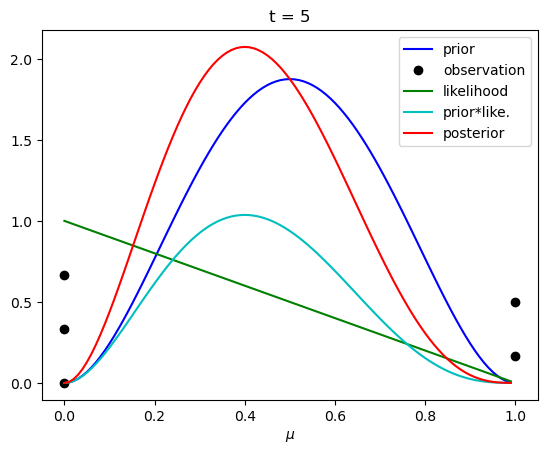 t = 5
prior
observation
likelihood
prior*like.
posterior
2.0
1.5
1.0
0.5
0.0
0.0 0.2 0.4 0.6 0.8 1.0
μ